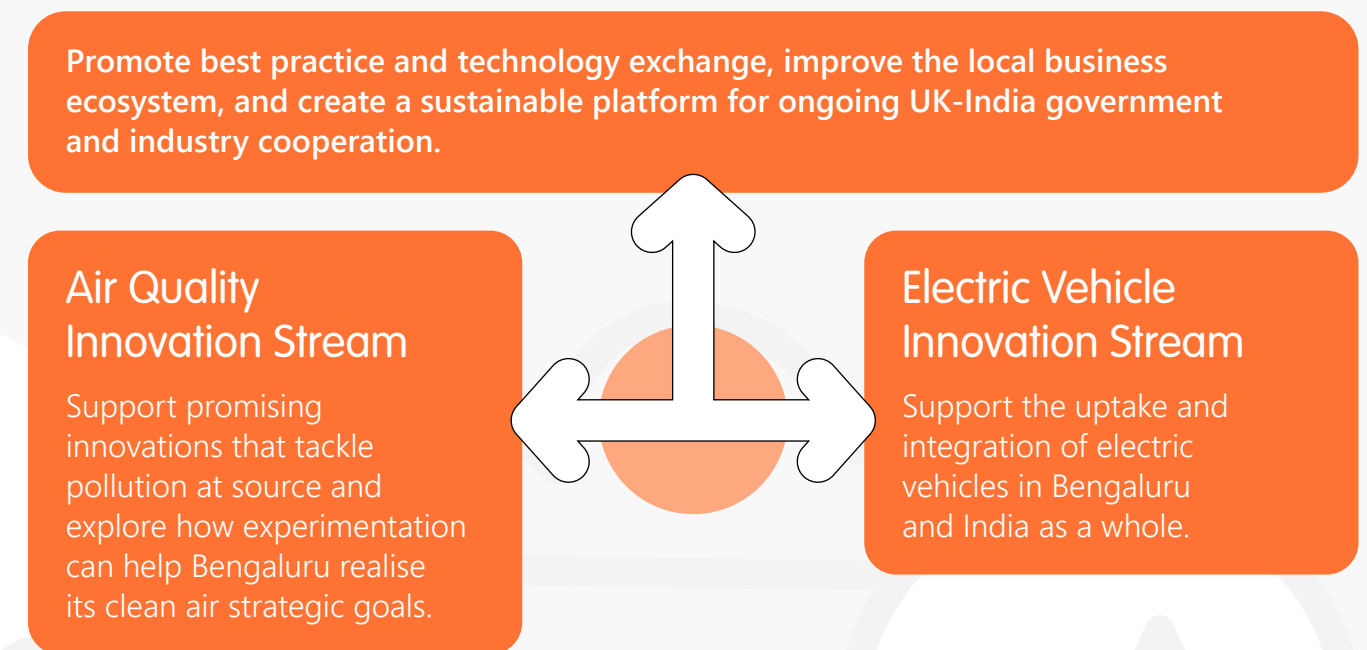 Promote best practice and technology exchange, improve the local business
ecosystem, and create a sustainable platform for ongoing UK-India government
and industry cooperation.
Air Quality
Innovation Stream
Support promising
innovations that tackle
pollution at source and
explore how experimentation
can help Bengaluru realise
its clean air strategic goals.
Electric Vehicle
Innovation Stream
Support the uptake and
integration of electric
vehicles in Bengaluru
and India as a whole.